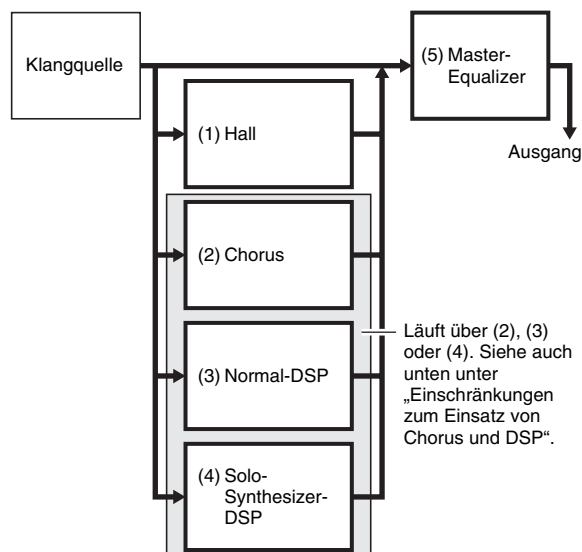 Klangquelle
(5) Master-
Equalizer
(1) Hall
Ausgang
(2) Chorus
(3) Normal-DSP
Läuft über (2), (3)
oder (4). Siehe auch
unten unter
„Einschränkungen
zum Einsatz von
Chorus und DSP“.
(4) Solo-
Synthesizer-
DSP